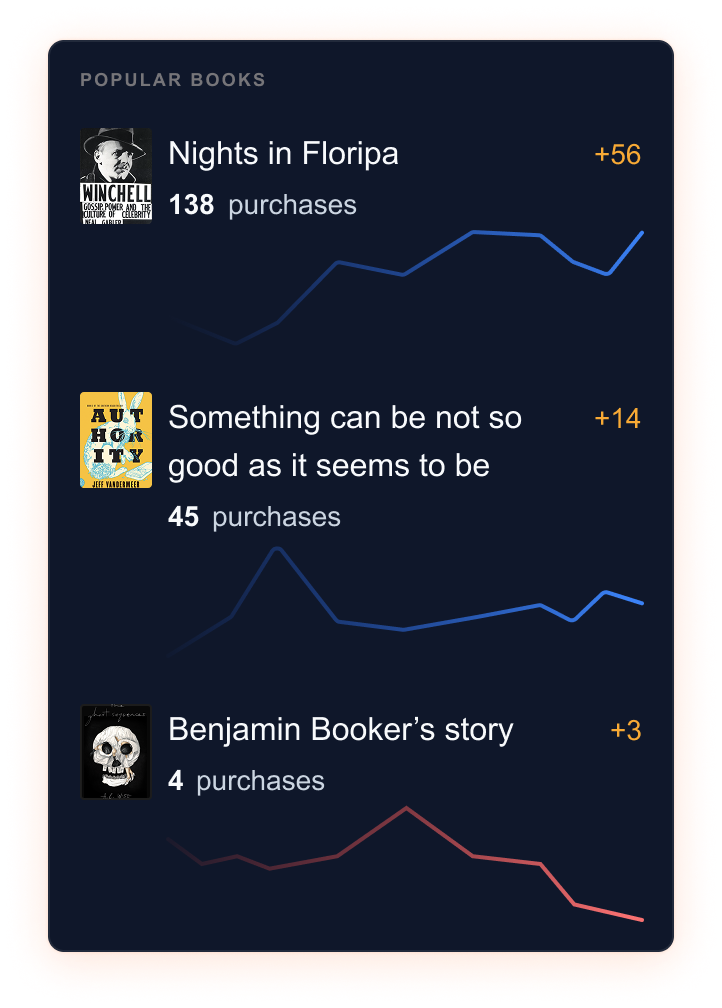 POPULAR BOOKS
WINCHELL
GOSSIP, POWER AND THE
CULTURE OF CELEBRITY
NEAL GABLER
Nights in Floripa
+56
138 purchases
AUT
HOR
ITY
JEFF VANDERMEER
Something can be not so
+14
good as it seems to be
45 purchases
Benjamin Booker’s story
+3
4 purchases